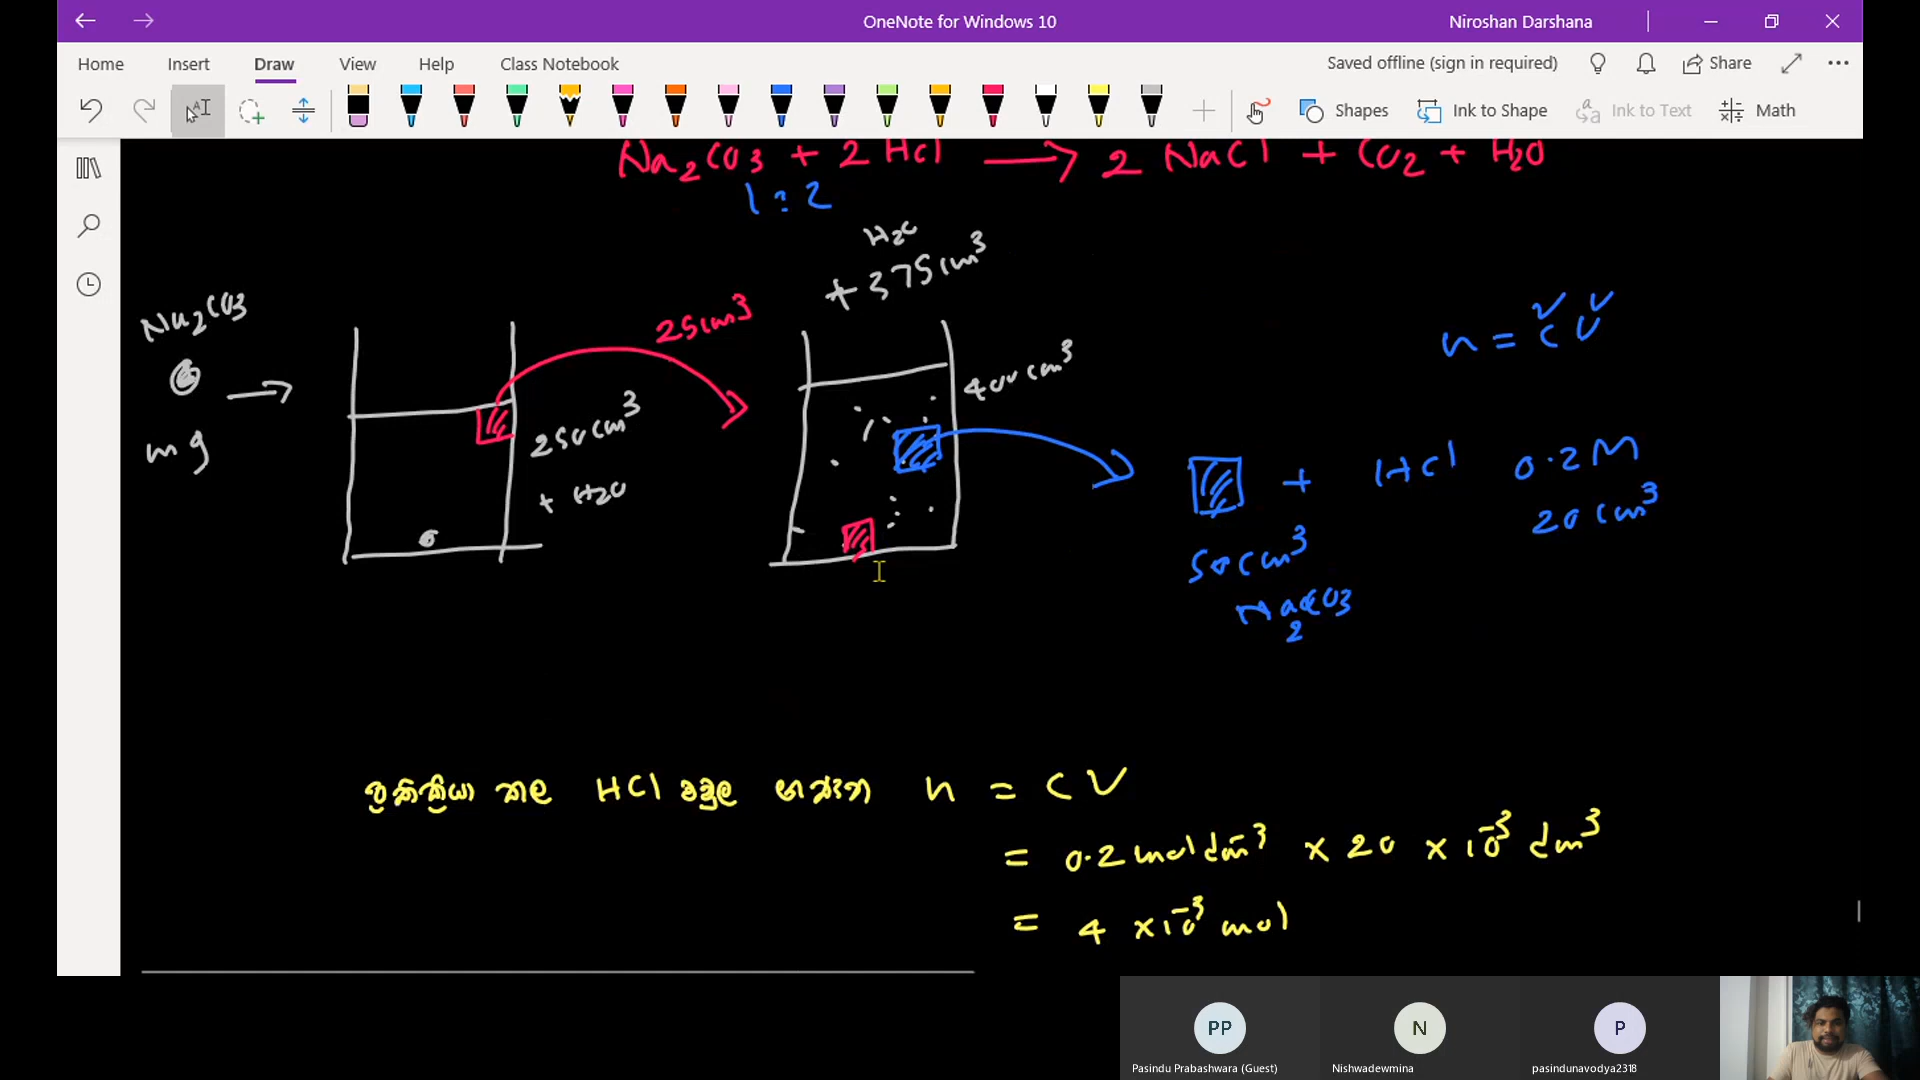 OneNote for Windows 10
Niroshan Darshana
Home Insert Draw View Help Class Notebook
Saved offline (sign in required) Share
Shapes Ink to Shape Ink to Text Math
Na2CO3 + 2 HCl → 2 NaCl + CO2 + H2O
1 : 2
H2O
+ 375 cm3
Na2CO3
m g
25 cm3
250 cm3
+ H2O
400 cm3
n = C V
+ HCl 0.2 M
20 cm3
50 cm3
Na2CO3
HCl n = C V
= 0.2 mol dm-3 × 20 × 10-3 dm3
= 4 × 10-3 mol
PP N P
Pasindu Prabashwara (Guest) Nishwadewmina pasindunavodya2318